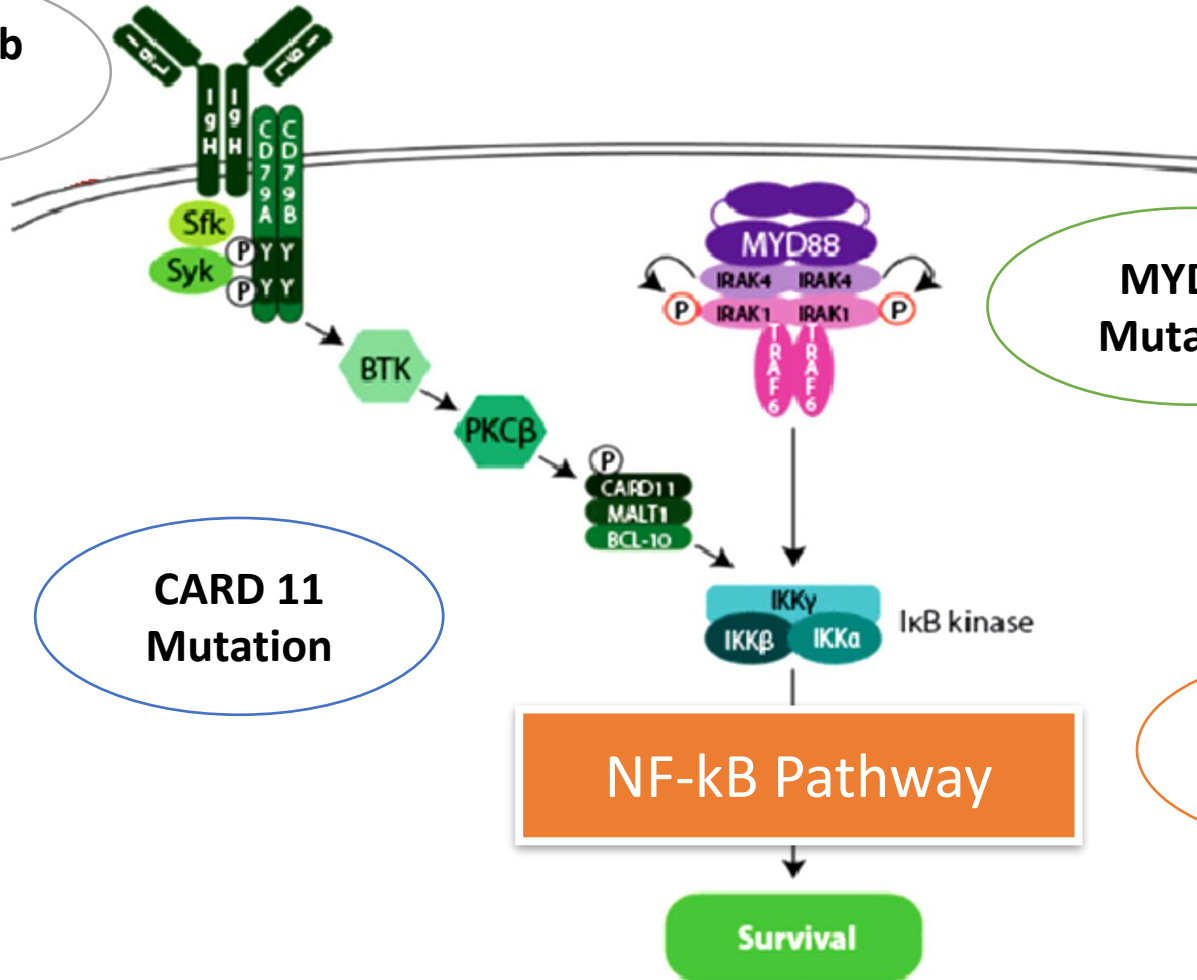 b
IgL
IgL
IgH
IgH
CD79A
CD79B
Sfk
Syk
P
Y Y
P
Y Y
MYD88
IRAK4 IRAK4
P
IRAK1 IRAK1
P
TRAF6
TRAF6
MYD
Muta
BTK
PKCβ
P
CARD11
MALT1
BCL-10
CARD 11
Mutation
IKKγ
IKKβ
IKKα
IκB kinase
NF-kB Pathway
Survival